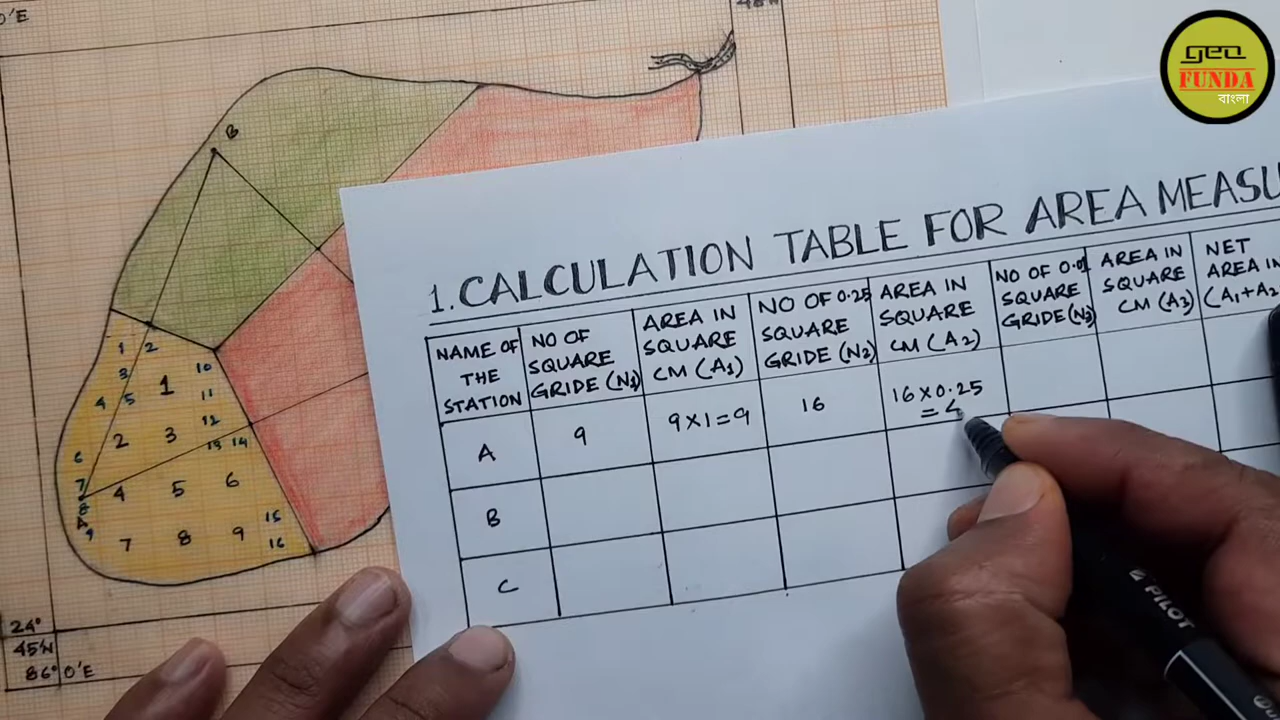 0'E
geo
FUNDA
বাংলা
B
1 2
3
4 5
1
10
11
12
2 3
13 14
6
7
8
A
9
4 5 6
7 8 9
15
16
24°
45'N
86° 0'E
1. CALCULATION TABLE FOR AREA MEASU
NAME OF THE STATION
NO OF SQUARE GRIDE (N1)
AREA IN SQUARE CM (A1)
NO OF 0.25 SQUARE GRIDE (N2)
AREA IN SQUARE CM (A2)
NO OF 0.01 SQUARE GRIDE (N3)
AREA IN SQUARE CM (A3)
NET AREA IN (A1+A2
A 9 9×1=9 16 16×0.25
=4
B
C
PILOT